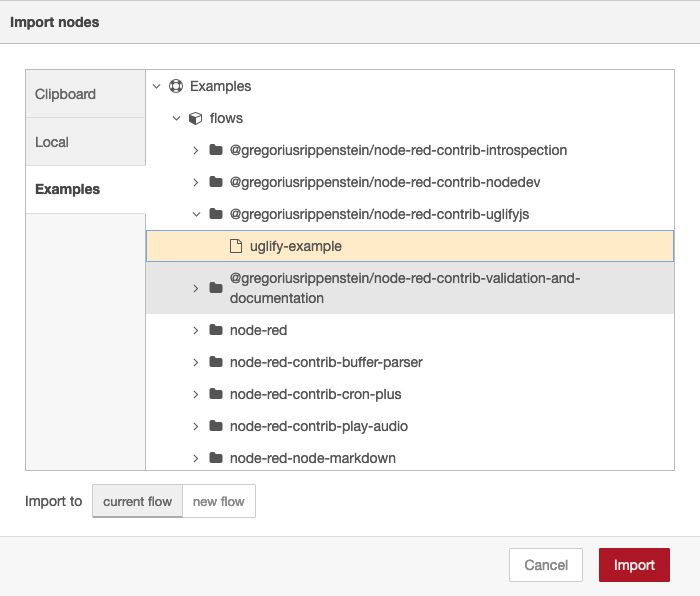 Import nodes
Clipboard
Local
Examples
Examples
flows
@gregoriusrippenstein/node-red-contrib-introspection
@gregoriusrippenstein/node-red-contrib-nodedev
@gregoriusrippenstein/node-red-contrib-uglifyjs
uglify-example
@gregoriusrippenstein/node-red-contrib-validation-and-
documentation
node-red
node-red-contrib-buffer-parser
node-red-contrib-cron-plus
node-red-contrib-play-audio
node-red-node-markdown
Import to current flow new flow
Cancel Import